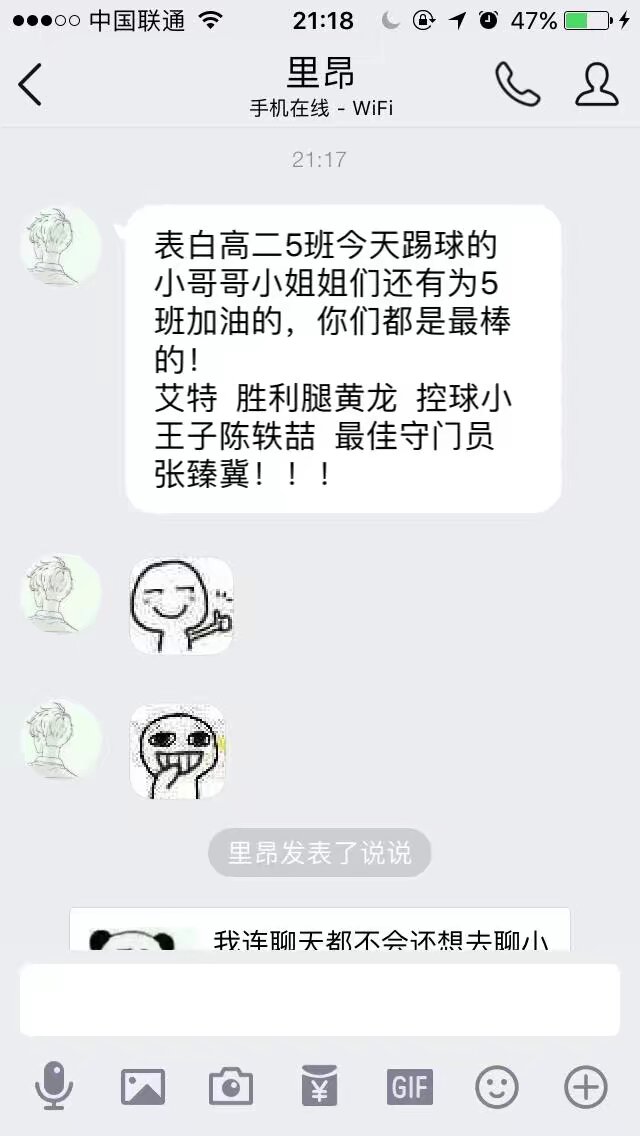 中国联通 21:18 47%
里昂
手机在线 - WiFi
21:17
表白高二5班今天踢球的
小哥哥小姐姐们还有为5
班加油的，你们都是最棒
的！
艾特 胜利腿黄龙 控球小
王子陈轶喆 最佳守门员
张臻冀！！！
里昂发表了说说
我连聊天都不会还想去聊小
GIF